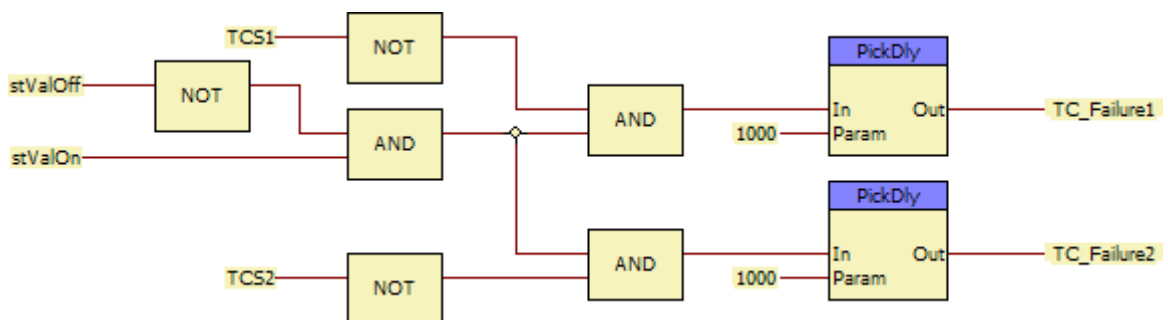 TCS1
NOT
PickDly
stValOff
NOT
In
Out
TC_Failure1
AND
AND
1000
Param
stValOn
PickDly
AND
In
Out
TC_Failure2
TCS2
NOT
1000
Param